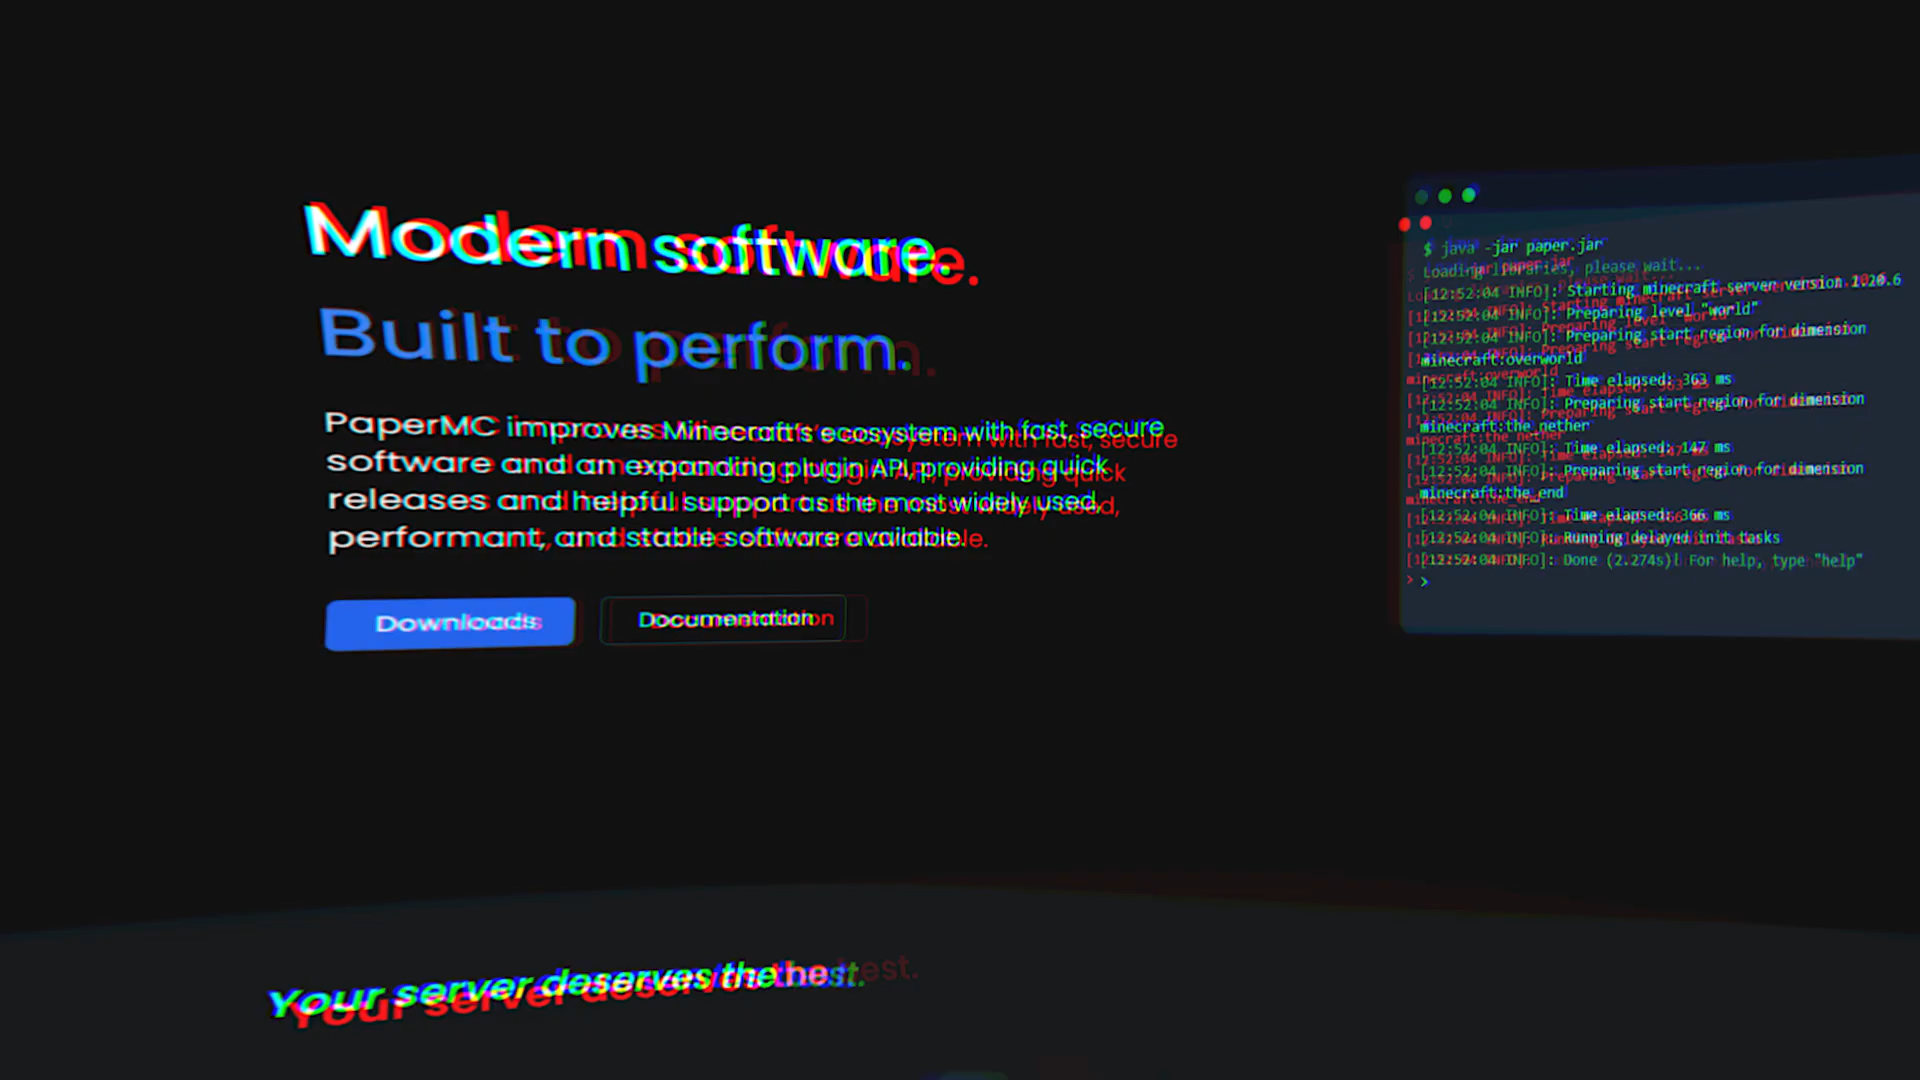 Modern software.
Built to perform.
PaperMC improves Minecraft's ecosystem with fast, secure
software and an expanding plugin API, providing quick
releases and helpful support as the most widely used,
performant, and stable software available.
Downloads
Documentation
$ java -jar paper.jar
Loading libraries, please wait...
[12:52:04 INFO]: Starting minecraft server version 1.20.6
[12:52:04 INFO]: Preparing level "world"
[12:52:04 INFO]: Preparing start region for dimension
minecraft:overworld
[12:52:04 INFO]: Time elapsed: 363 ms
[12:52:04 INFO]: Preparing start region for dimension
minecraft:the_nether
[12:52:04 INFO]: Time elapsed: 147 ms
[12:52:04 INFO]: Preparing start region for dimension
minecraft:the_end
[12:52:04 INFO]: Time elapsed: 366 ms
[12:52:04 INFO]: Running delayed init tasks
[12:52:04 INFO]: Done (2.274s)! For help, type "help"
>
Your server deserves the best.